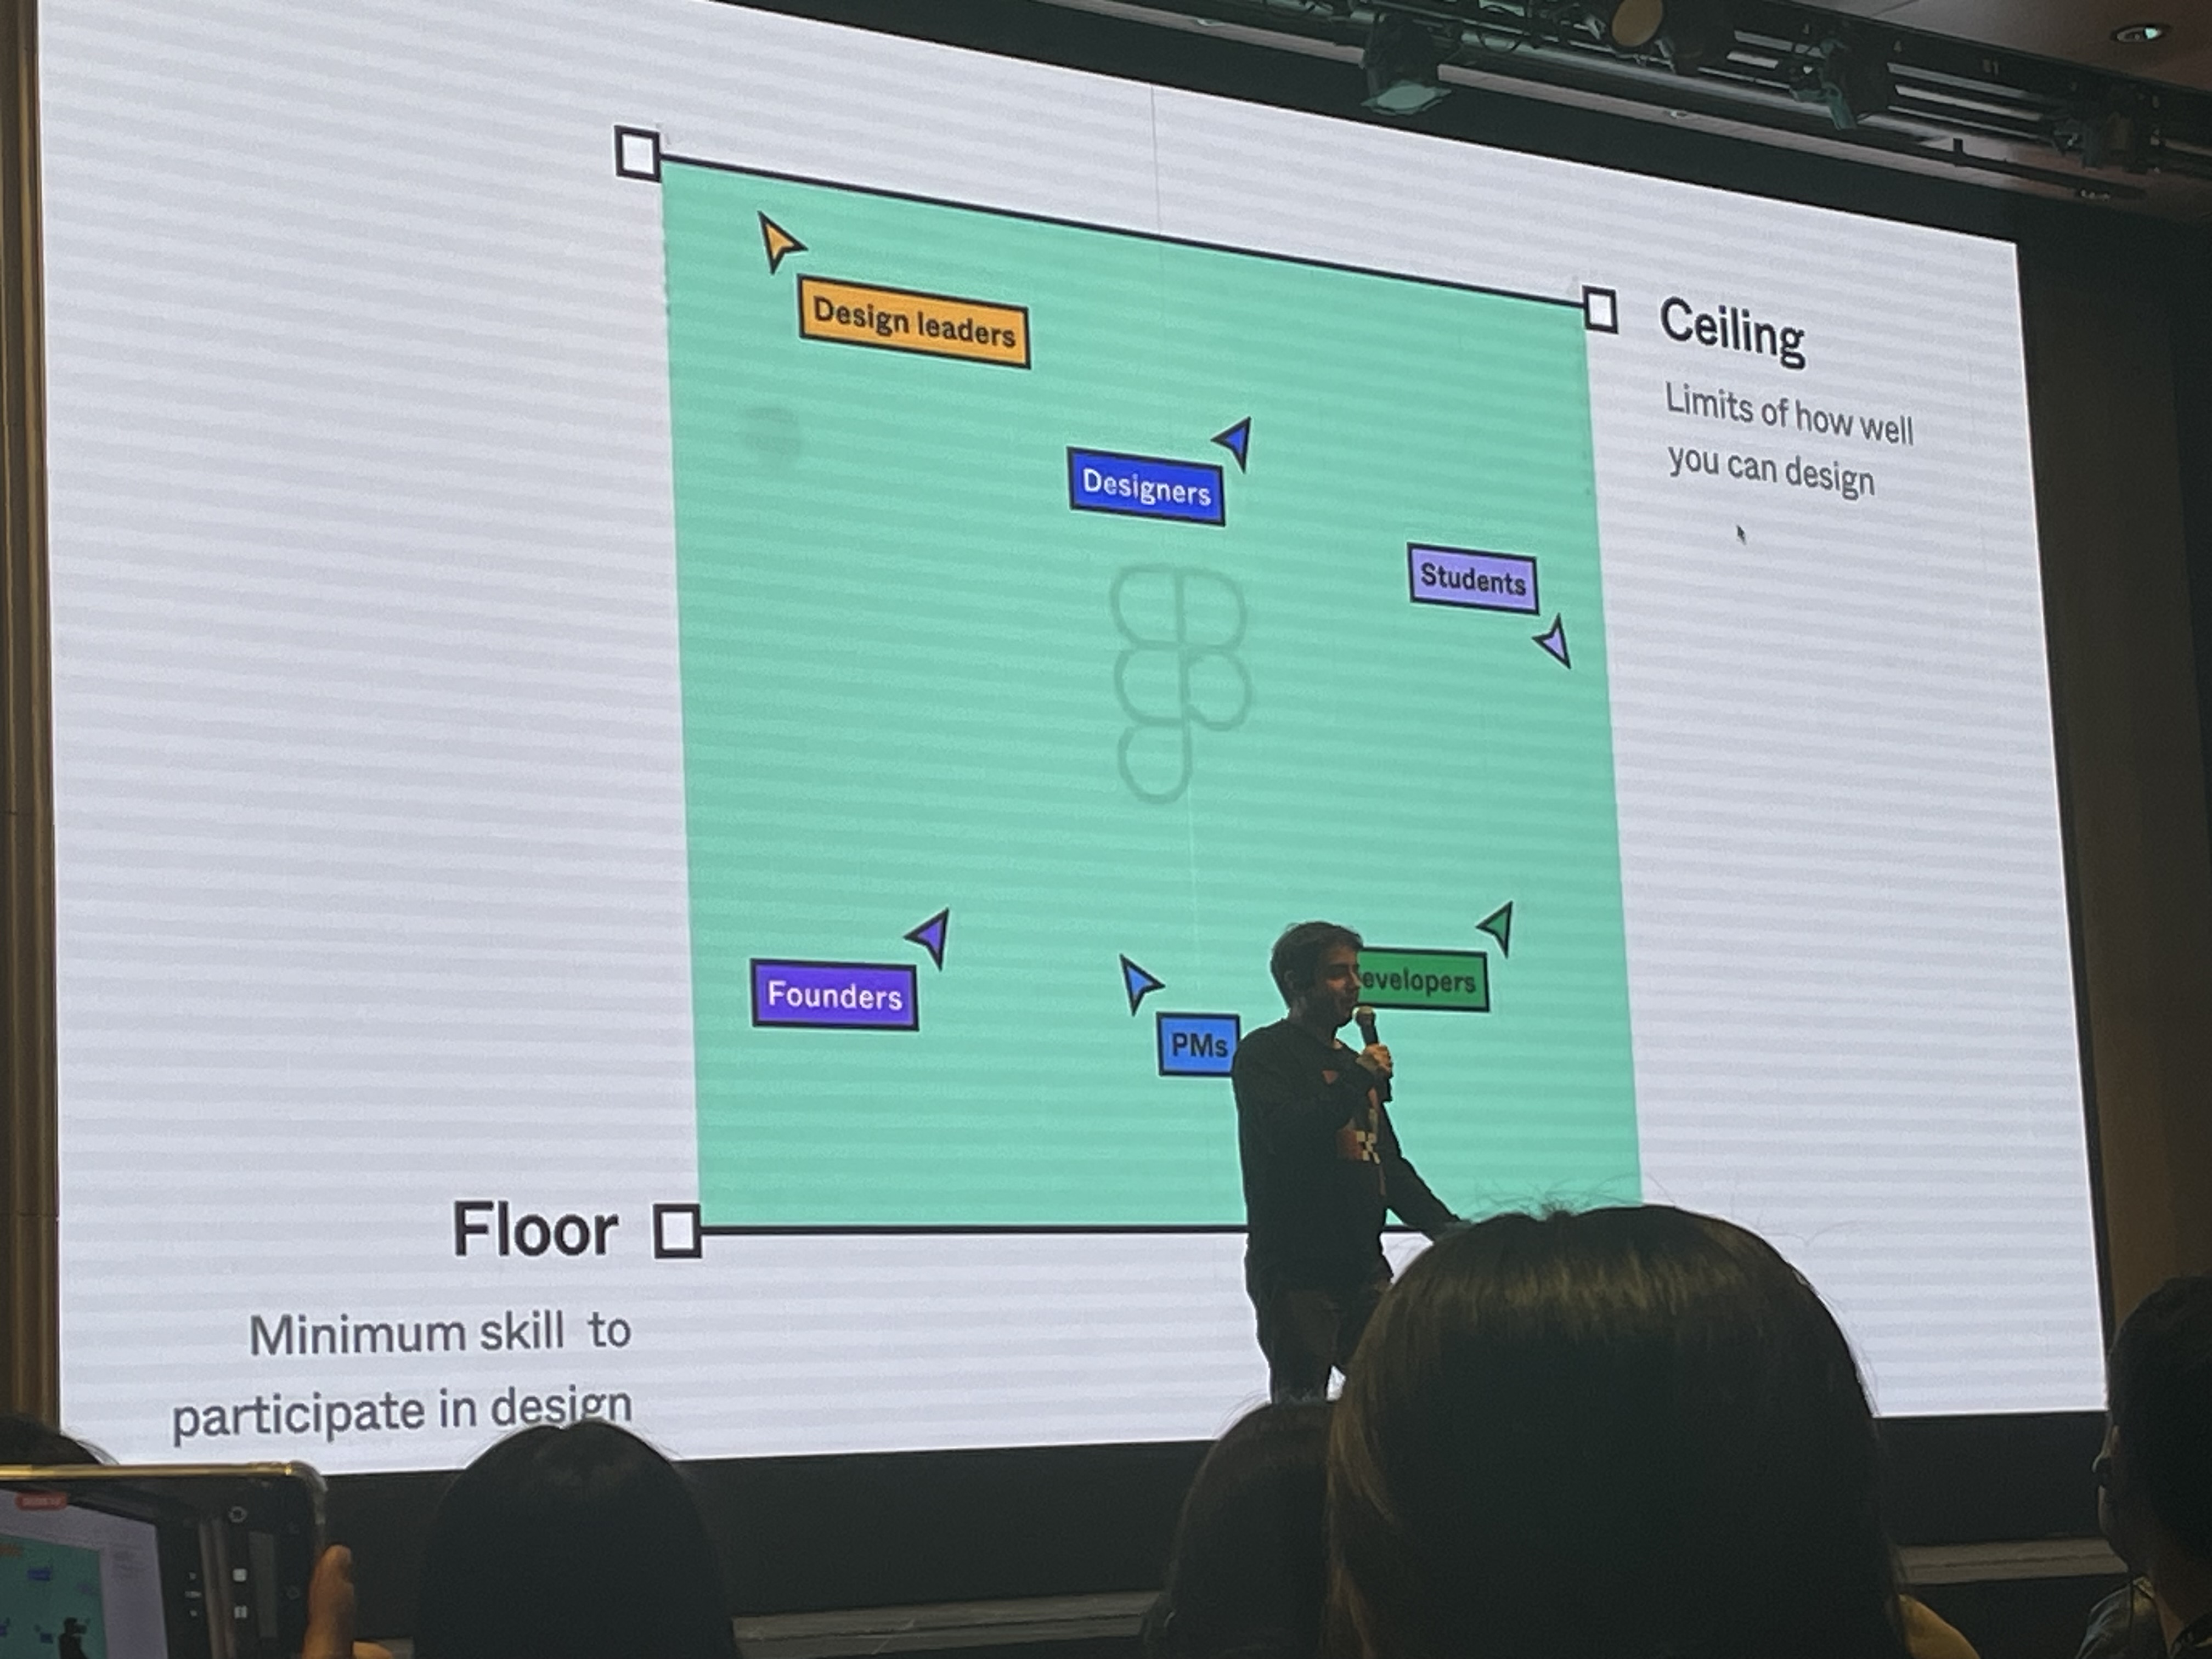 Design leaders
Ceiling
Limits of how well
you can design
Designers
Students
Founders
evelopers
PMs
Floor
Minimum skill to
participate in design